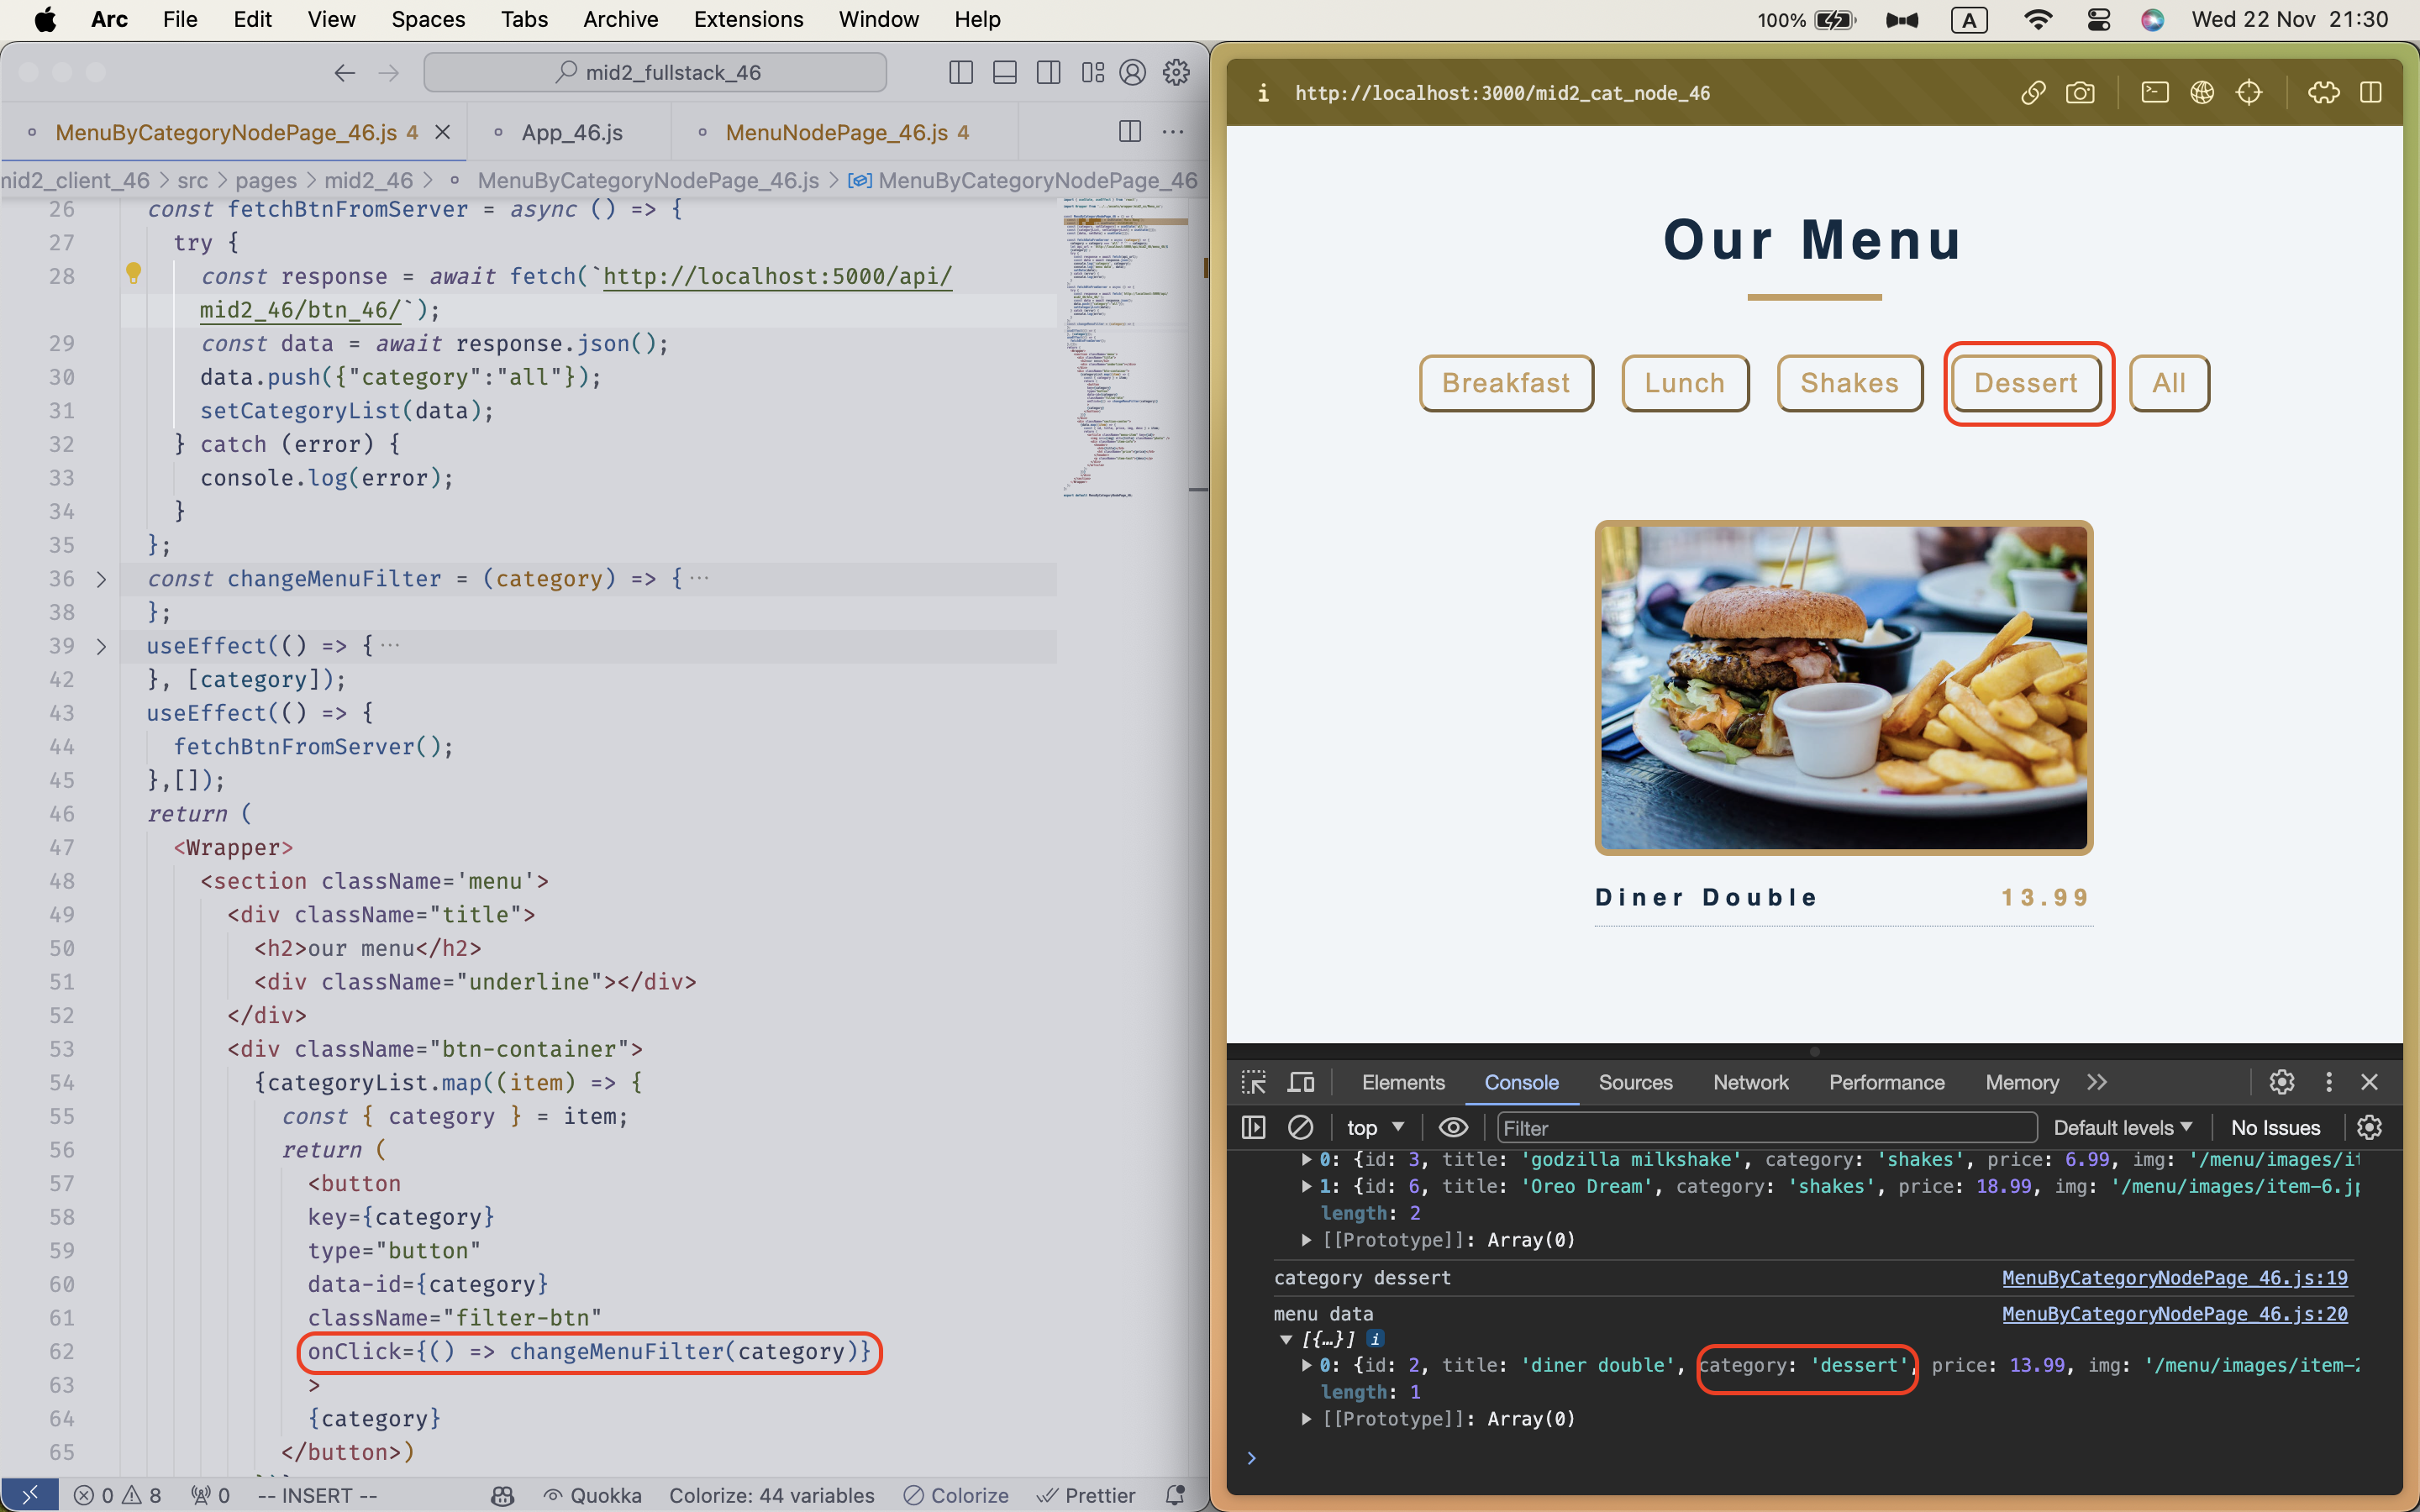 Arc File Edit View Spaces Tabs Archive Extensions Window Help 100% A Wed 22 Nov 21:30
mid2_fullstack_46
MenuByCategoryNodePage_46.js 4 App_46.js MenuNodePage_46.js 4
mid2_client_46 > src > pages > mid2_46 > MenuByCategoryNodePage_46.js > MenuByCategoryNodePage_46
26 const fetchBtnFromServer = async () => {
27 try {
28 const response = await fetch(`http://localhost:5000/api/
mid2_46/btn_46/`);
29 const data = await response.json();
30 data.push({"category":"all"});
31 setCategoryList(data);
32 } catch (error) {
33 console.log(error);
34 }
35 };
36 const changeMenuFilter = (category) => {···
38 };
39 useEffect(() => {···
42 }, [category]);
43 useEffect(() => {
44 fetchBtnFromServer();
45 },[]);
46 return (
47 <Wrapper>
48 <section className='menu'>
49 <div className="title">
50 <h2>our menu</h2>
51 <div className="underline"></div>
52 </div>
53 <div className="btn-container">
54 {categoryList.map((item) => {
55 const { category } = item;
56 return (
57 <button
58 key={category}
59 type="button"
60 data-id={category}
61 className="filter-btn"
62 onClick={() => changeMenuFilter(category)}
63 >
64 {category}
65 </button>)
0 8 0 -- INSERT -- Quokka Colorize: 44 variables Colorize Prettier
i http://localhost:3000/mid2_cat_node_46
Our Menu
Breakfast Lunch Shakes Dessert All
Diner Double 13.99
Elements Console Sources Network Performance Memory
top Filter Default levels No Issues
0: {id: 3, title: 'godzilla milkshake', category: 'shakes', price: 6.99, img: '/menu/images/it
1: {id: 6, title: 'Oreo Dream', category: 'shakes', price: 18.99, img: '/menu/images/item-6.jp
length: 2
[[Prototype]]: Array(0)
category dessert MenuByCategoryNodePage_46.js:19
menu data MenuByCategoryNodePage_46.js:20
[{…}] i
0: {id: 2, title: 'diner double', category: 'dessert', price: 13.99, img: '/menu/images/item-2
length: 1
[[Prototype]]: Array(0)